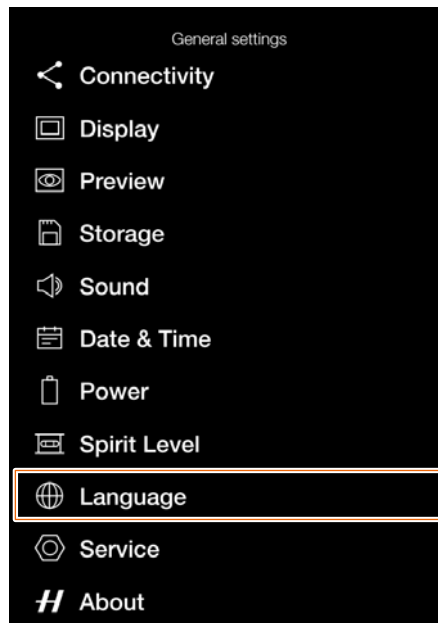 General settings
Connectivity
Display
Preview
Storage
Sound
Date & Time
Power
Spirit Level
Language
Service
About